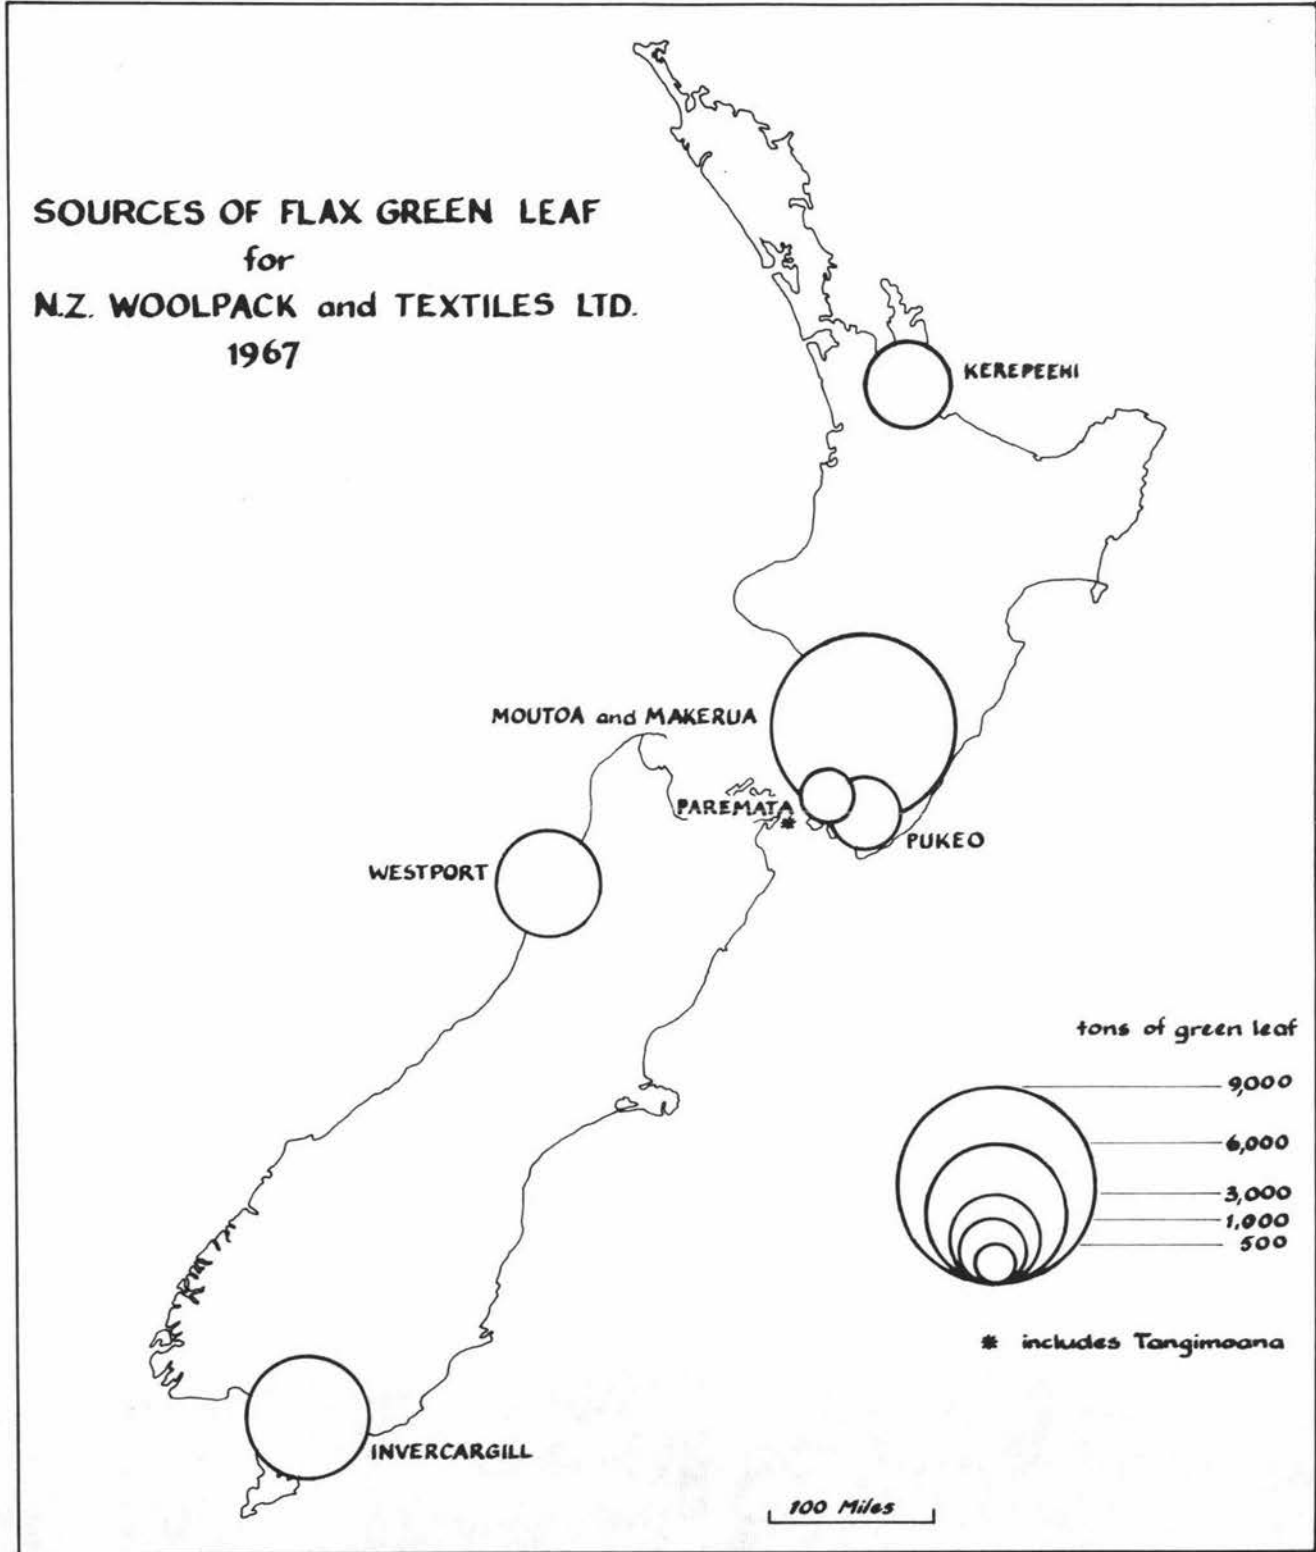 SOURCES OF FLAX GREEN LEAF
for
N.Z. WOOLPACK and TEXTILES LTD.
1967
KEREPEEHI
MOUTOA and MAKERUA
PAREMATA
*
PUKEO
WESTPORT
INVERCARGILL
tons of green leaf
9,000
6,000
3,000
1,000
500
* includes Tangimoana
100 Miles